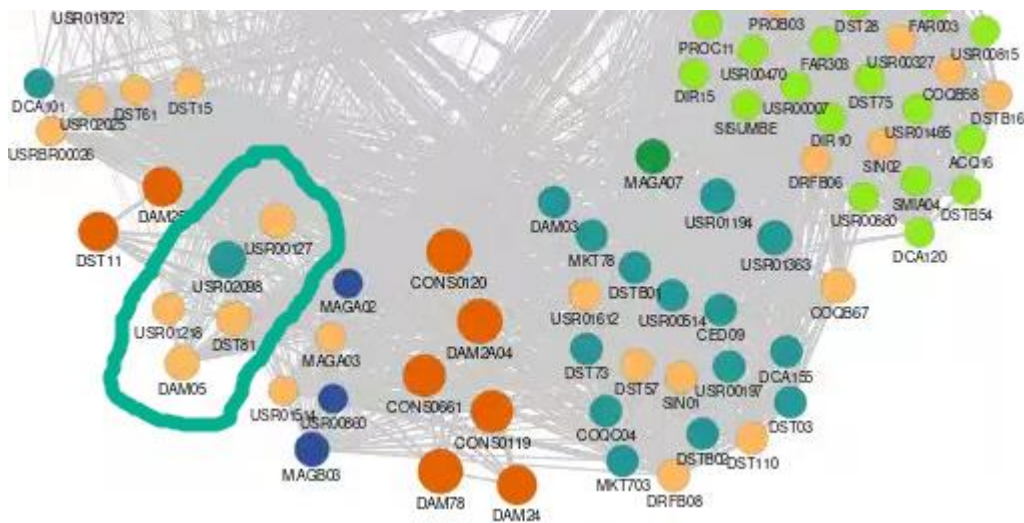 USR01972
PROB03
DST28
FAR003
PROC11
USR00470
FAR303
USR00327
USR00815
DCA101
USR02025
DST61
DST15
DIR15
USR00007
DST75
COQB58
DSTB16
USRBR00026
SISUMBE
DIR10
USR01465
SIN02
ACQ16
MAGA07
DRFB06
DAM25
DAM03
USR01194
USR00680
SMIA04
DSTB54
DST11
USR00127
MKT78
USR01363
DCA120
USR02098
CONS0120
DSTB01
MAGA02
USR01612
USR00514
CED09
COQB67
USR01218
DST81
MAGA03
DAM2A04
DST73
DAM05
DST57
SIN01
USR00197
DCA155
USR01514
USR00860
CONS0661
CONS0119
COQC04
DST03
MAGB03
DSTB02
DST110
DAM78
DAM24
MKT703
DRFB08